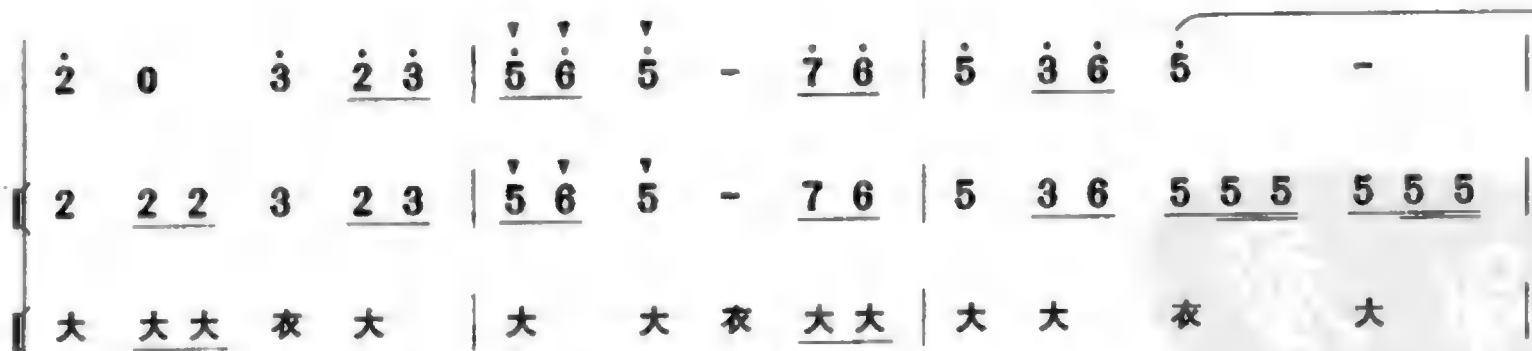 2̇ 0 3̇ 2̇ 3̇ | 5̇ 6̇ 5̇ - 7̇ 6̇ | 5̇ 3̇ 6̇ 5̇ - |
2 2 2 3 2 3 | 5 6 5 - 7 6 | 5 3 6 5 5 5 5 5 5 |
大 大 大 衣 大 | 大 大 衣 大 大 | 大 大 衣 大 |